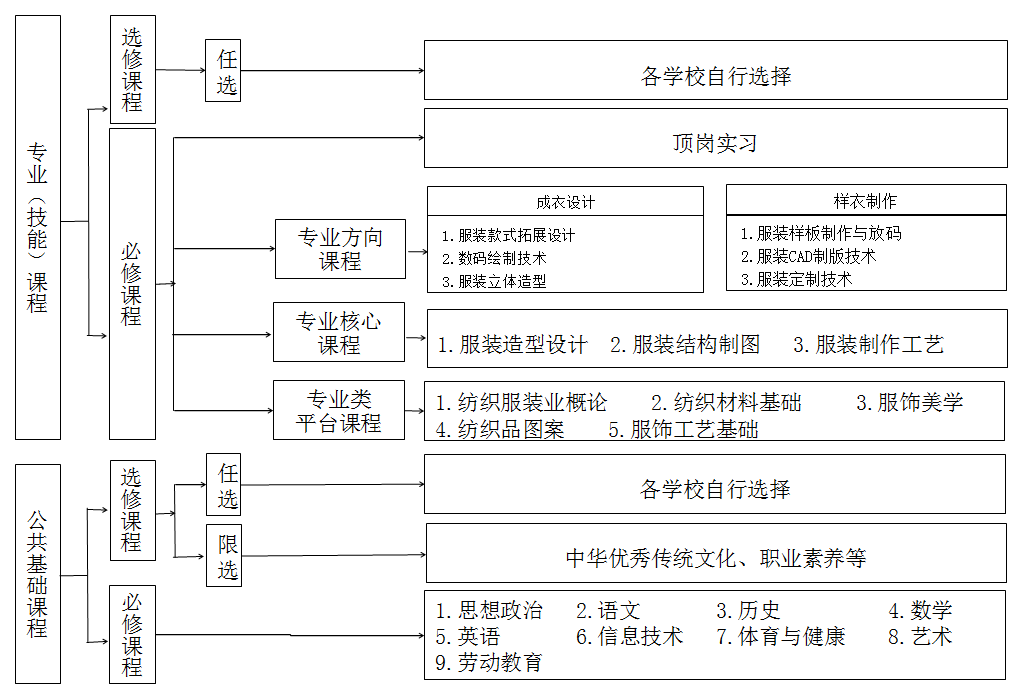 专业（技能）课程
选修课程
任选
各学校自行选择
必修课程
顶岗实习
专业方向
课程
成衣设计
1.服装款式拓展设计
2.数码绘制技术
3.服装立体造型
样衣制作
1.服装样板制作与放码
2.服装CAD制版技术
3.服装定制技术
专业核心
课程
1.服装造型设计 2.服装结构制图 3.服装制作工艺
专业类
平台课程
1.纺织服装业概论 2.纺织材料基础 3.服饰美学
4.纺织品图案 5.服饰工艺基础
公共基础课程
选修课程
任选
各学校自行选择
限选
中华优秀传统文化、职业素养等
必修课程
1.思想政治 2.语文 3.历史 4.数学
5.英语 6.信息技术 7.体育与健康 8.艺术
9.劳动教育